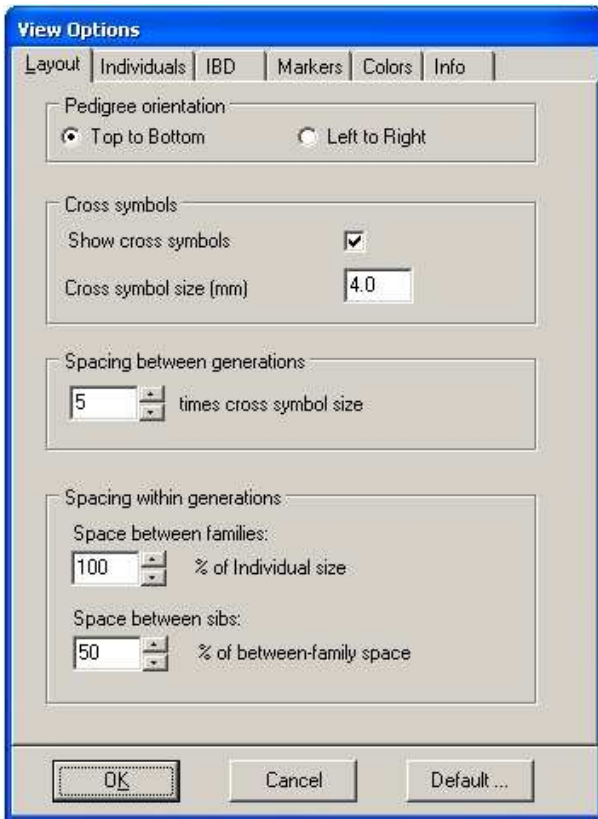 View Options
Layout Individuals IBD Markers Colors Info
Pedigree orientation
Top to Bottom Left to Right
Cross symbols
Show cross symbols
Cross symbol size (mm) 4.0
Spacing between generations
5 times cross symbol size
Spacing within generations
Space between families:
100 % of Individual size
Space between sibs:
50 % of between-family space
OK Cancel Default ...